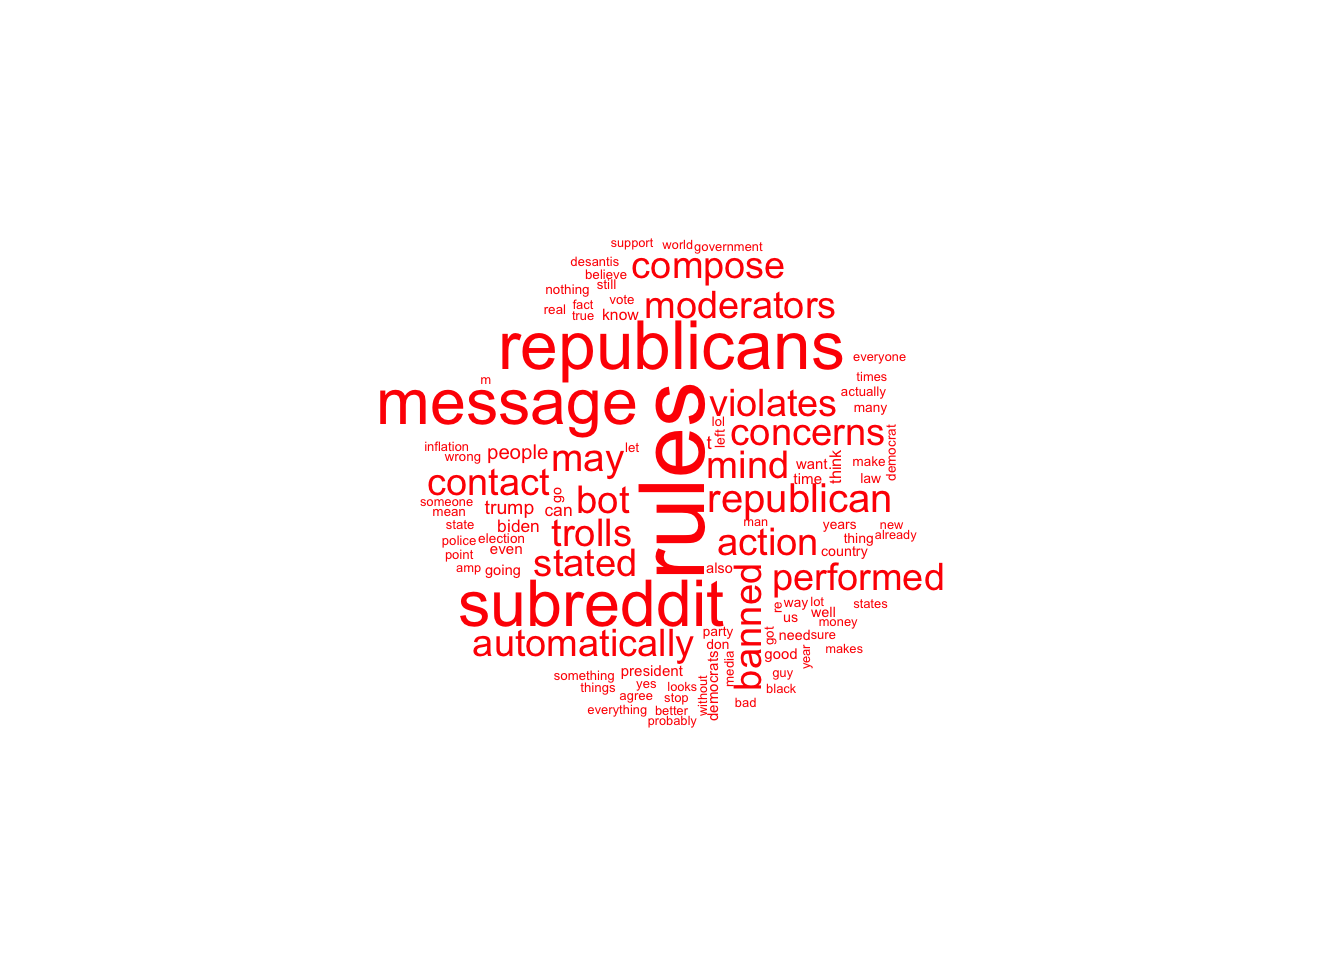 support
world
government
desantis
compose
believe
nothing
still
real
fact
vote
true
know
moderators
republicans
everyone
m
times
message
rules
violates
actually
many
lol
left
t
concerns
democrat
inflation
wrong
people
may
let
mind
want
think
make
time
law
contact
go
bot
republican
someone
mean
trump
can
state
biden
trolls
man
years
new
police
election
action
thing
already
point
even
stated
country
amp
going
also
banned
performed
subreddit
re
way
lot
states
us
well
money
automatically
party
don
got
need
sure
media
good
year
makes
something
president
democrats
things
yes
looks
without
guy
agree
stop
black
everything
better
bad
probably